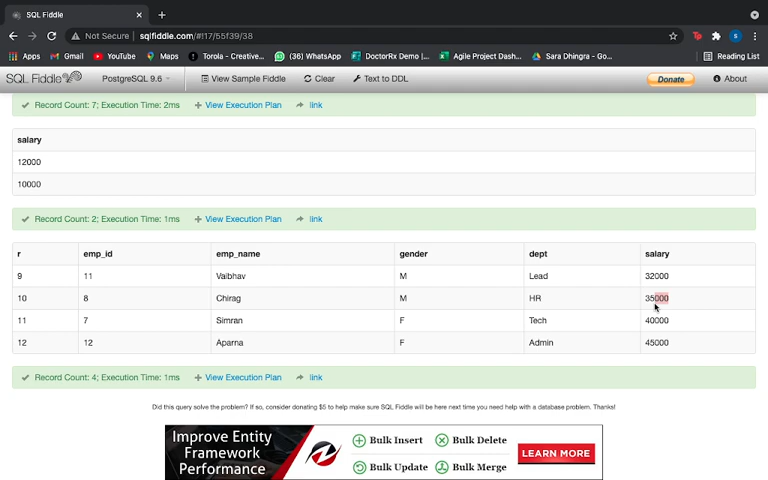 SQL Fiddle
Not Secure | sqlfiddle.com/#!17/55f39/38
Apps Gmail YouTube Maps Torola - Creative... (36) WhatsApp DoctorRx Demo |... Agile Project Dash... Sara Dhingra - Go... Reading List
SQL Fiddle PostgreSQL 9.6 View Sample Fiddle Clear Text to DDL Donate About
Record Count: 7; Execution Time: 2ms View Execution Plan link
salary
12000
10000
Record Count: 2; Execution Time: 1ms View Execution Plan link
r emp_id emp_name gender dept salary
9 11 Vaibhav M Lead 32000
10 8 Chirag M HR 35000
11 7 Simran F Tech 40000
12 12 Aparna F Admin 45000
Record Count: 4; Execution Time: 1ms View Execution Plan link
Did this query solve the problem? If so, consider donating $5 to help make sure SQL Fiddle will be here next time you need help with a database problem. Thanks!
Improve Entity
Framework
Performance
Bulk Insert Bulk Delete
Bulk Update Bulk Merge
LEARN MORE